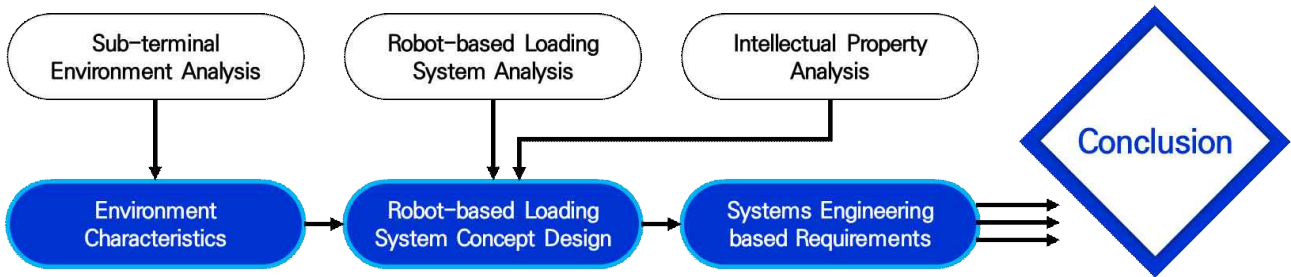 Sub-terminal
Environment Analysis
Robot-based Loading
System Analysis
Intellectual Property
Analysis
Conclusion
Environment
Characteristics
Robot-based Loading
System Concept Design
Systems Engineering
based Requirements